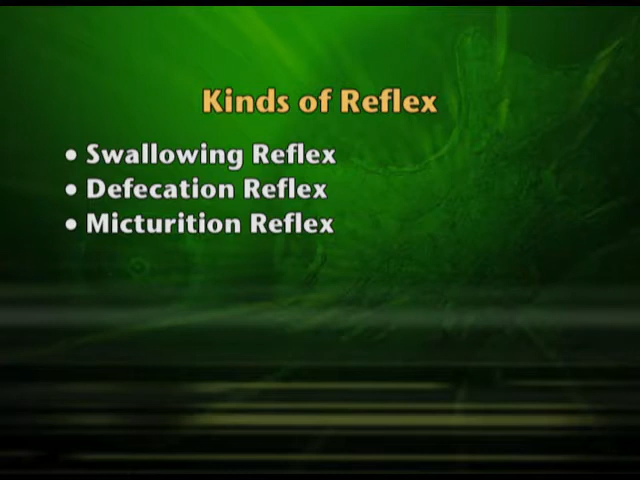 Kinds of Reflex
• Swallowing Reflex
• Defecation Reflex
• Micturition Reflex